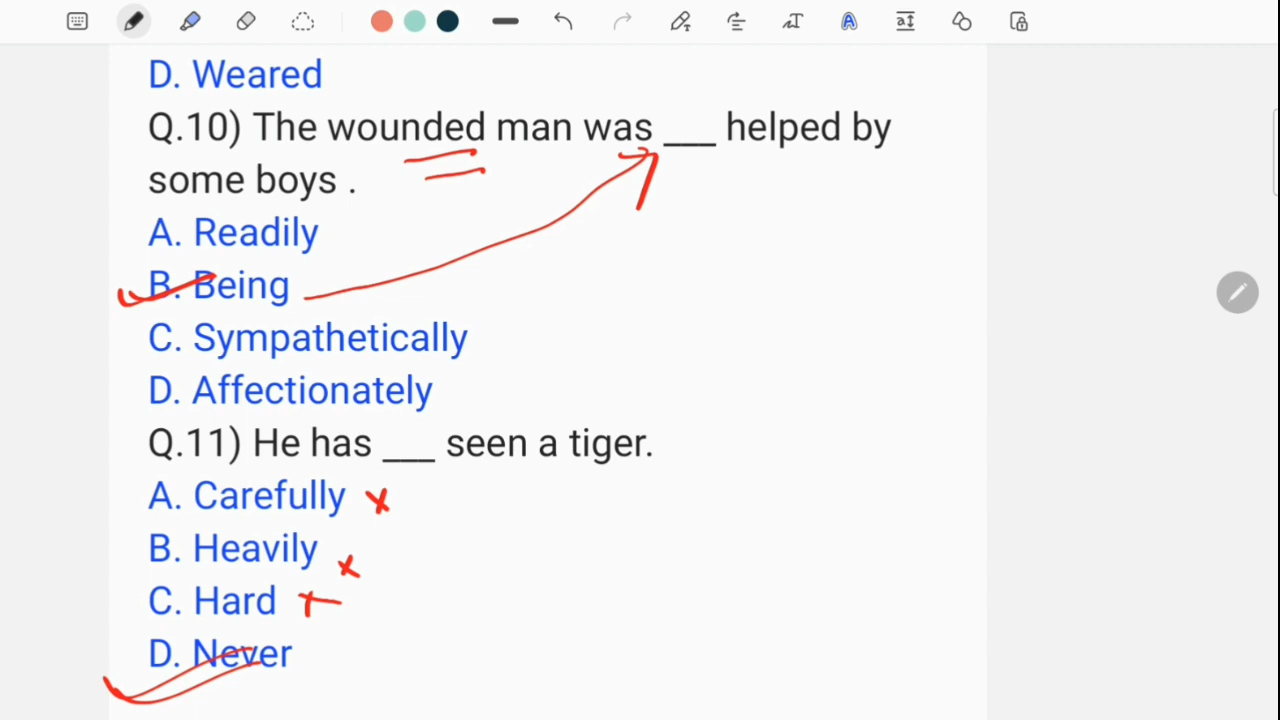 D. Weared
Q.10) The wounded man was ___ helped by
some boys .
A. Readily
B. Being
C. Sympathetically
D. Affectionately
Q.11) He has ___ seen a tiger.
A. Carefully
B. Heavily
C. Hard
D. Never